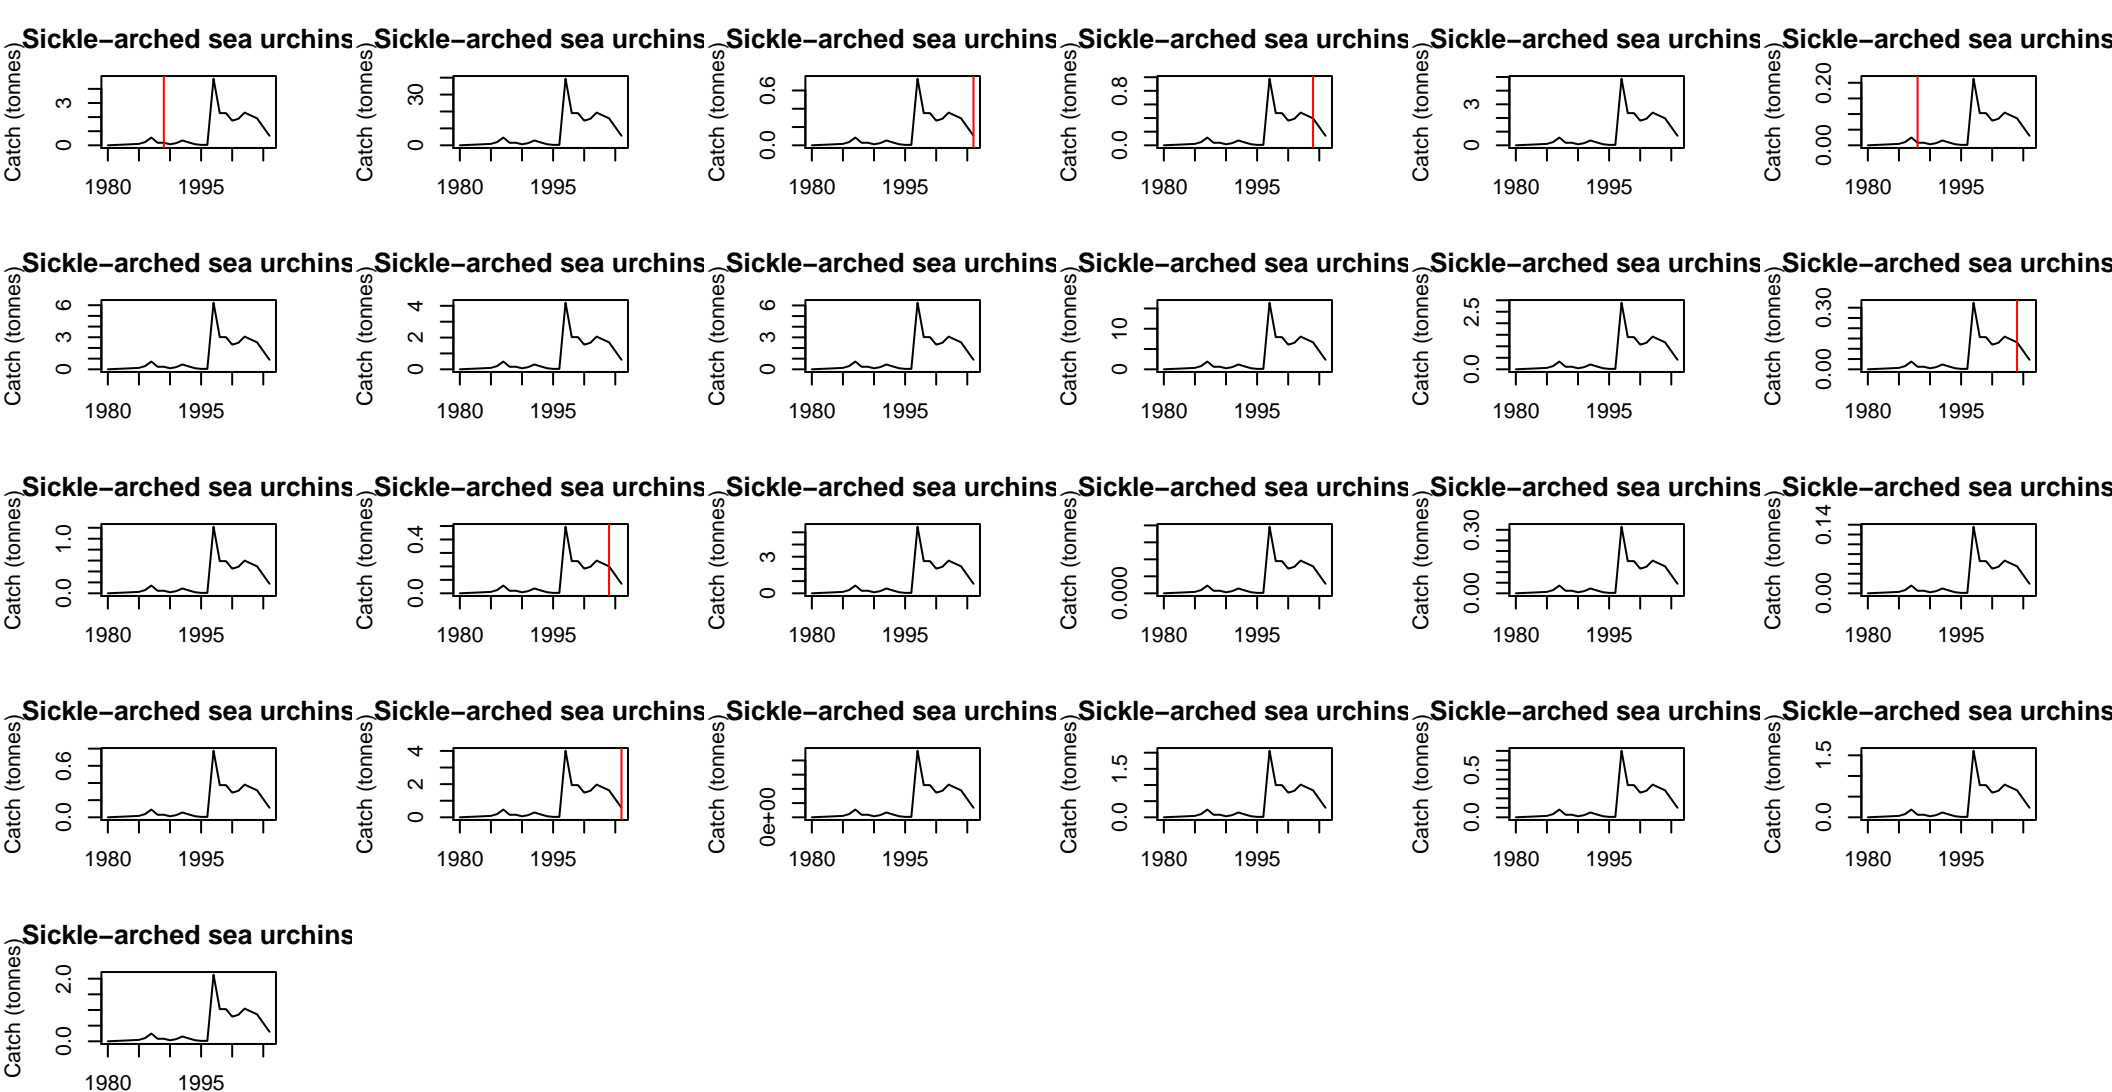 Sickle−arched sea urchins Sickle−arched sea urchins Sickle−arched sea urchins Sickle−arched sea urchins Sickle−arched sea urchins Sickle−arched sea urchins
Catch (tonnes) Catch (tonnes) Catch (tonnes) Catch (tonnes) Catch (tonnes) Catch (tonnes)
0 3 0 30 0.0 0.6 0.0 0.8 0 3 0.00 0.20
1980 1995 1980 1995 1980 1995 1980 1995 1980 1995 1980 1995
Sickle−arched sea urchins Sickle−arched sea urchins Sickle−arched sea urchins Sickle−arched sea urchins Sickle−arched sea urchins Sickle−arched sea urchins
Catch (tonnes) Catch (tonnes) Catch (tonnes) Catch (tonnes) Catch (tonnes) Catch (tonnes)
0 3 6 0 2 4 0 3 6 0 10 0.0 2.5 0.00 0.30
1980 1995 1980 1995 1980 1995 1980 1995 1980 1995 1980 1995
Sickle−arched sea urchins Sickle−arched sea urchins Sickle−arched sea urchins Sickle−arched sea urchins Sickle−arched sea urchins Sickle−arched sea urchins
Catch (tonnes) Catch (tonnes) Catch (tonnes) Catch (tonnes) Catch (tonnes) Catch (tonnes)
0.0 1.0 0.0 0.4 0 3 0.000 0.00 0.30 0.00 0.14
1980 1995 1980 1995 1980 1995 1980 1995 1980 1995 1980 1995
Sickle−arched sea urchins Sickle−arched sea urchins Sickle−arched sea urchins Sickle−arched sea urchins Sickle−arched sea urchins Sickle−arched sea urchins
Catch (tonnes) Catch (tonnes) Catch (tonnes) Catch (tonnes) Catch (tonnes) Catch (tonnes)
0.0 0.6 0 2 4 0e+00 0.0 1.5 0.0 0.5 0.0 1.5
1980 1995 1980 1995 1980 1995 1980 1995 1980 1995 1980 1995
Sickle−arched sea urchins
Catch (tonnes)
0.0 2.0
1980 1995